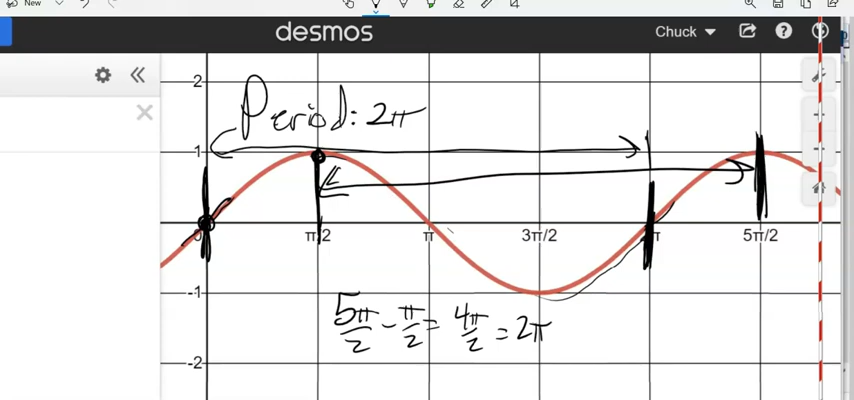 New
desmos
Chuck
2
Period: 2π
1
0
π/2
π
3π/2
π
5π/2
-1
5π/2 - π/2 = 4π/2 = 2π
-2